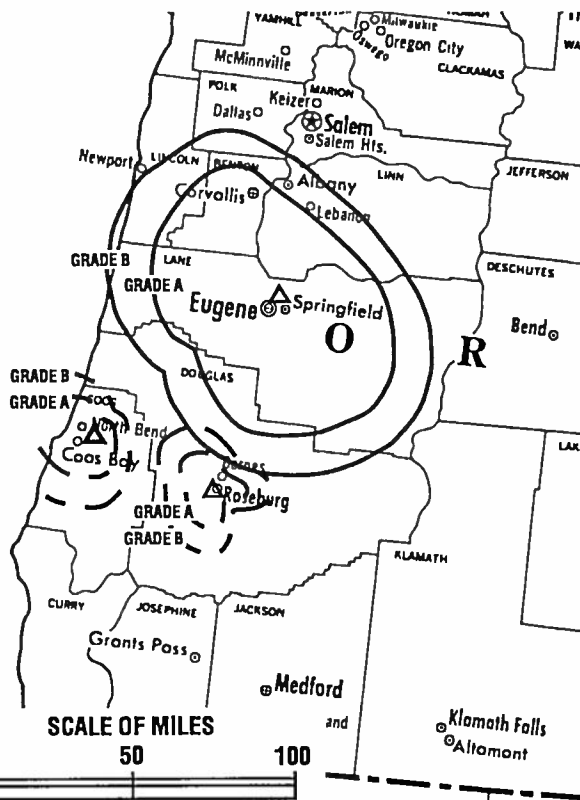 YAMHILL
Milwaukie
Oswego
Oregon City
McMinnville
CLACKAMAS
POLK
MARION
Keizer
Dallas
Salem
Salem Hts.
Newport
LINCOLN
BENTON
LINN
JEFFERSON
Albany
Corvallis
Lebanon
LANE
GRADE B
DESCHUTES
GRADE A
Eugene
Springfield
O
R
Bend
DOUGLAS
GRADE B
GRADE A
COOS
North Bend
Coos Bay
LAK
Roseburg
GRADE A
GRADE B
KLAMATH
CURRY
JOSEPHINE
JACKSON
Grants Pass
Medford
and
Klamath Falls
Altamont
SCALE OF MILES
50
100